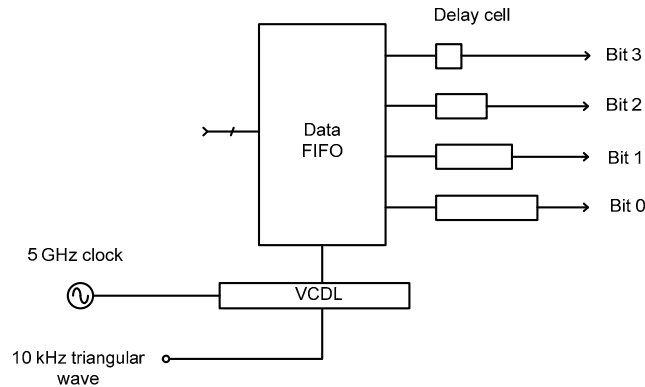 Delay cell
Bit 3
Bit 2
Data
FIFO
Bit 1
Bit 0
5 GHz clock
VCDL
10 kHz triangular
wave